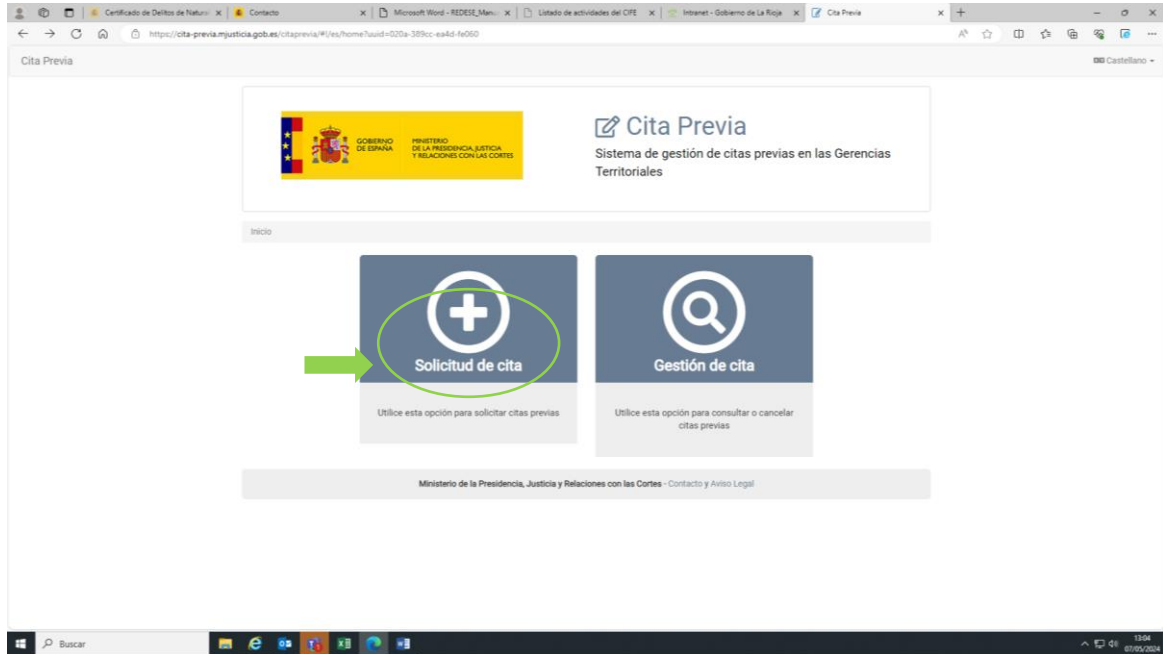 Certificado de Delitos de Natural
Contacto
Microsoft Word - REDESE_Manu
Listado de actividades del CIFE
Intranet - Gobierno de La Rioja
Cita Previa
https://cita-previa.mjusticia.gob.es/citaprevia/#!/es/home?uuid=020a-389cc-ea4d-fe060
Cita Previa
Castellano
GOBIERNO
DE ESPAÑA
MINISTERIO
DE LA PRESIDENCIA, JUSTICIA
Y RELACIONES CON LAS CORTES
Cita Previa
Sistema de gestión de citas previas en las Gerencias
Territoriales
Inicio
Solicitud de cita
Utilice esta opción para solicitar citas previas
Gestión de cita
Utilice esta opción para consultar o cancelar
citas previas
Ministerio de la Presidencia, Justicia y Relaciones con las Cortes - Contacto y Aviso Legal
Buscar
13:04
07/05/2024